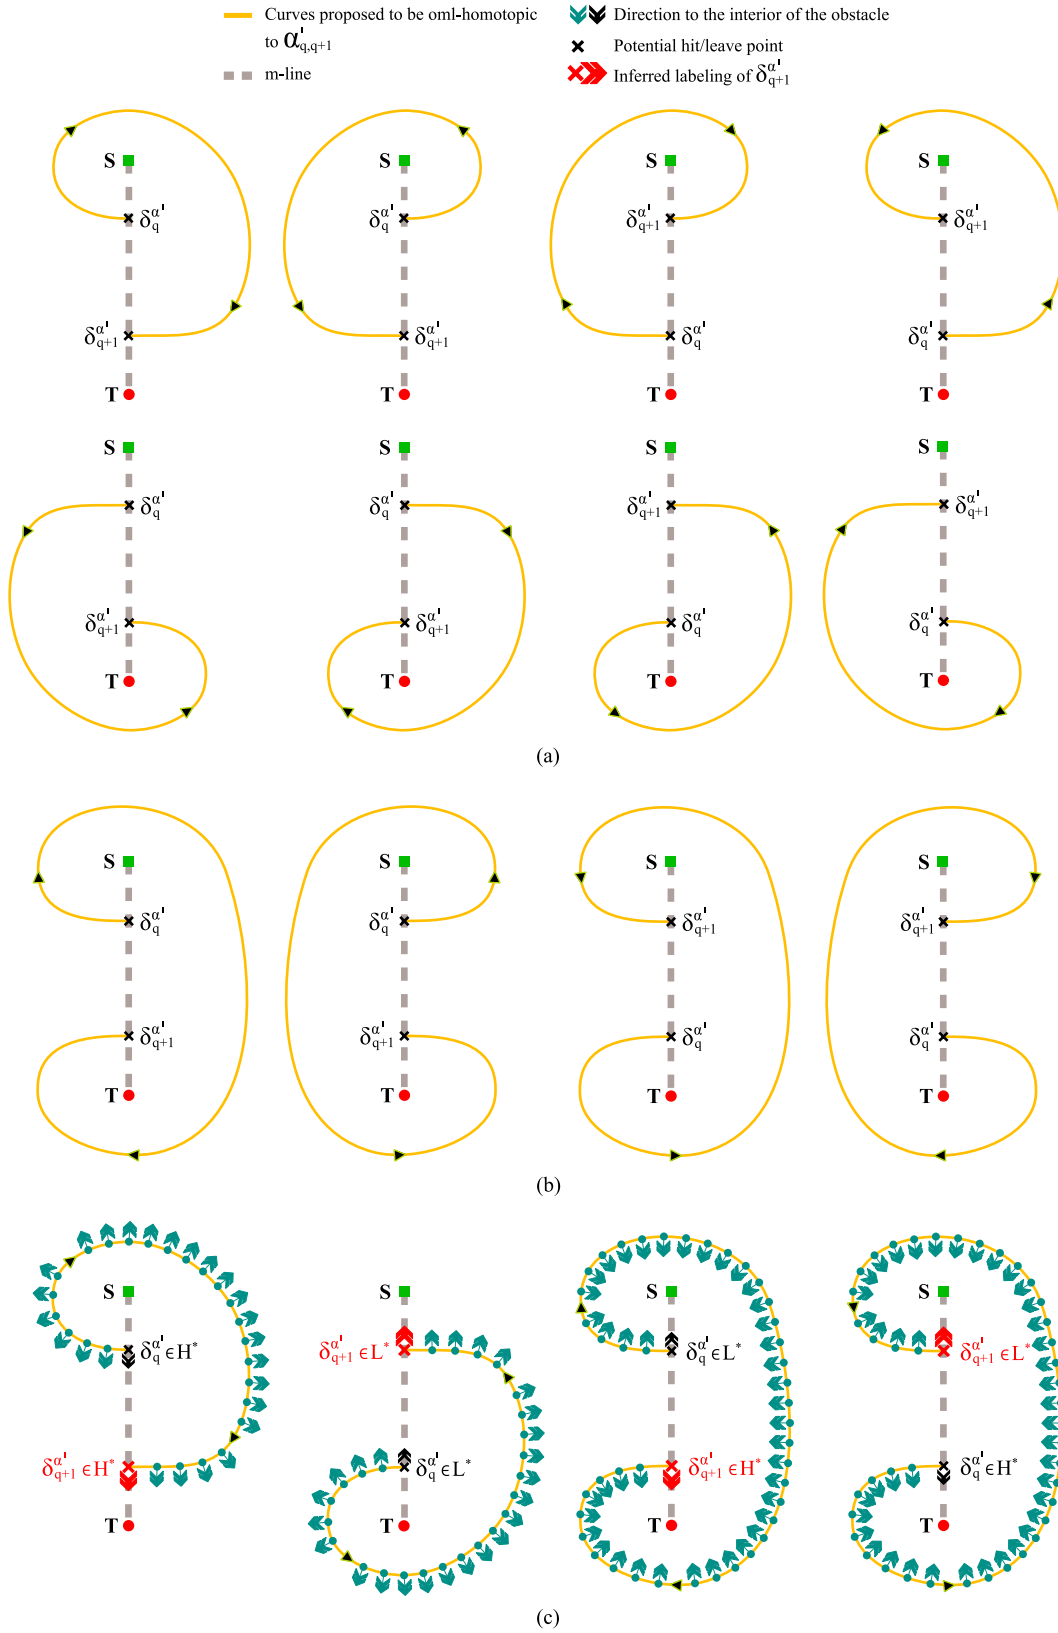 Curves proposed to be oml-homotopic
to α'q,q+1
m-line
Direction to the interior of the obstacle
Potential hit/leave point
Inferred labeling of δα'q+1
S S S S
δα'q δα'q δα'q+1 δα'q+1
δα'q+1 δα'q+1 δα'q δα'q
T T T T
S S S S
δα'q δα'q δα'q+1 δα'q+1
δα'q+1 δα'q+1 δα'q δα'q
T T T T
(a)
S S S S
δα'q δα'q δα'q+1 δα'q+1
δα'q+1 δα'q+1 δα'q δα'q
T T T T
(b)
S S S S
δα'q ∈H* δα'q+1 ∈L* δα'q ∈L* δα'q+1 ∈L*
δα'q+1 ∈H* δα'q ∈L* δα'q+1 ∈H* δα'q ∈H*
T T T T
(c)